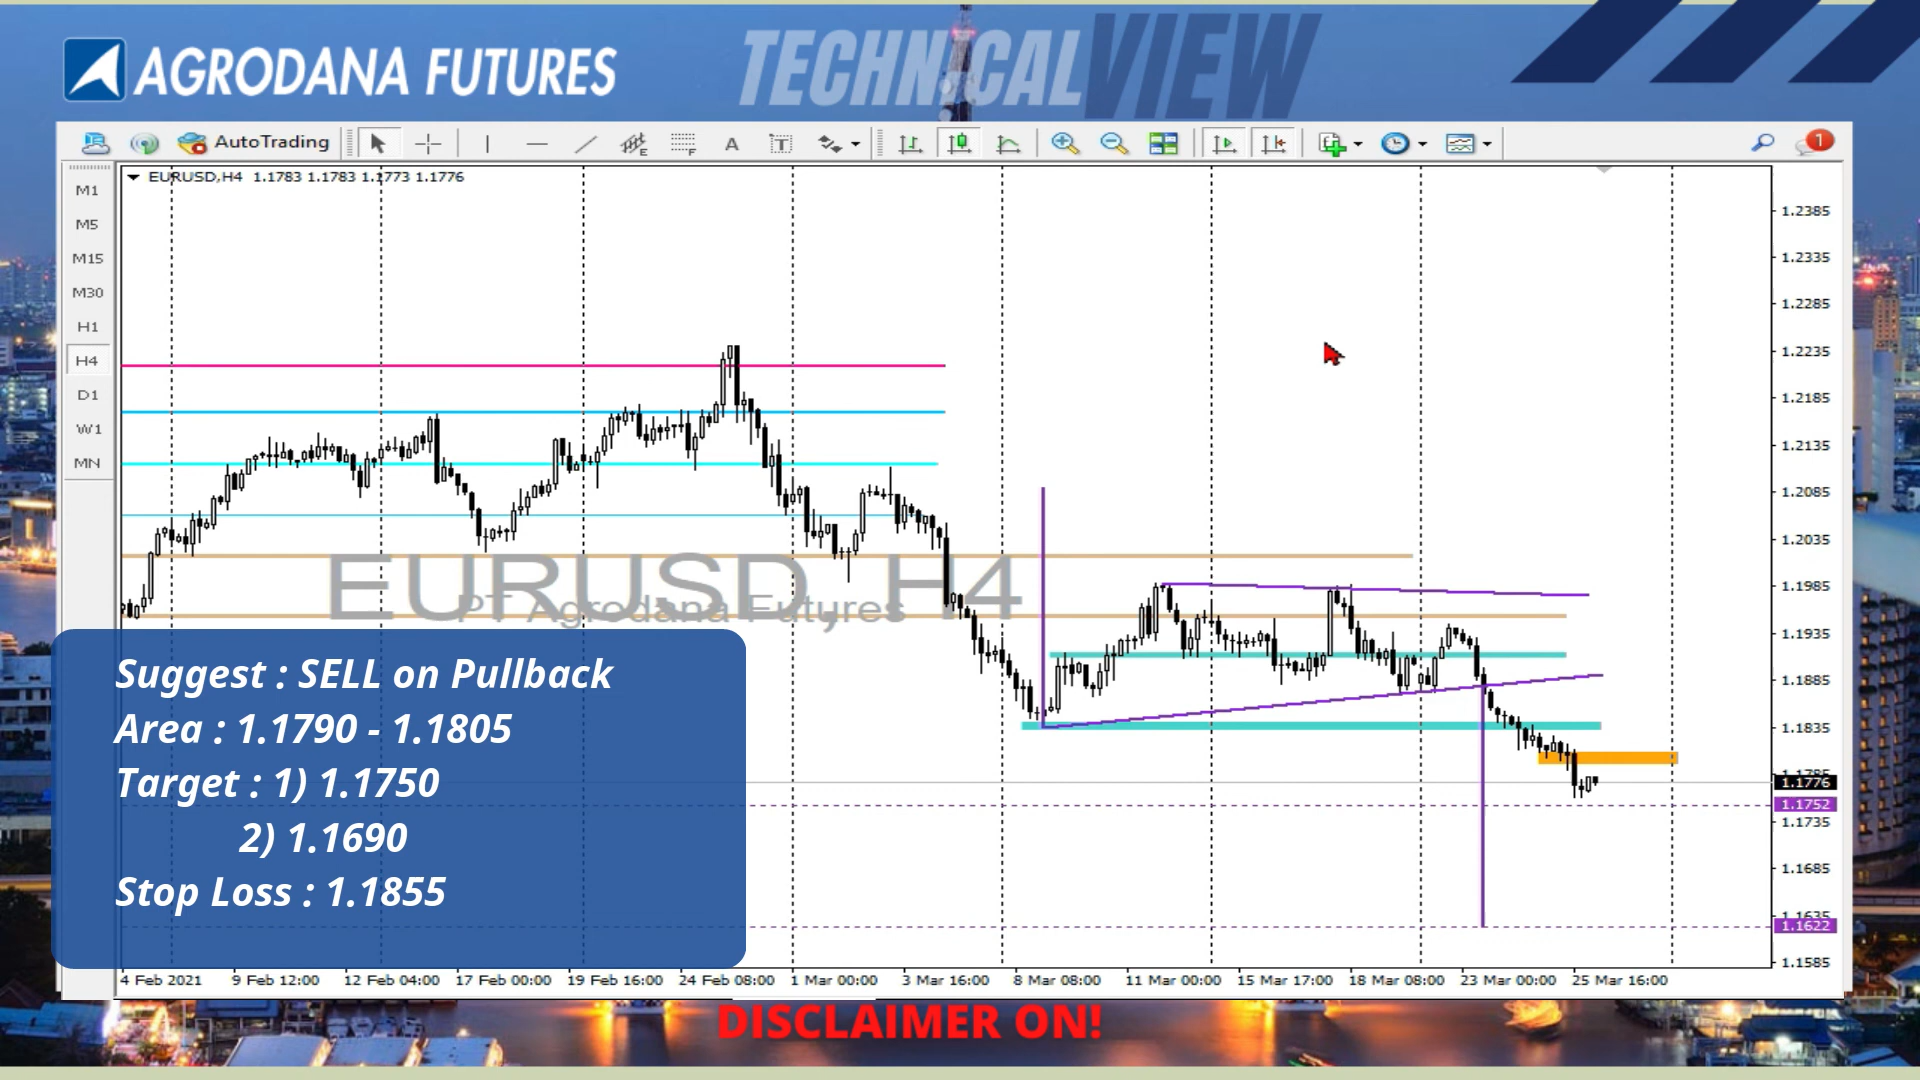 AGRODANA FUTURES
TECHNICAL VIEW
AutoTrading
E
F
A
T
1
M1
M5
M15
M30
H1
H4
D1
W1
MN
EURUSD,H4 1.1783 1.1783 1.1773 1.1776
1.2385
1.2335
1.2285
1.2235
1.2185
1.2135
1.2085
1.2035
1.1985
1.1935
1.1885
1.1835
1.1785
1.1776
1.1752
1.1735
1.1685
1.1635
1.1622
1.1585
EURUSD, H4
PT Agrodana Futures
Suggest : SELL on Pullback
Area : 1.1790 - 1.1805
Target : 1) 1.1750
2) 1.1690
Stop Loss : 1.1855
4 Feb 2021 9 Feb 12:00 12 Feb 04:00 17 Feb 00:00 19 Feb 16:00 24 Feb 08:00 1 Mar 00:00 3 Mar 16:00 8 Mar 08:00 11 Mar 00:00 15 Mar 17:00 18 Mar 08:00 23 Mar 00:00 25 Mar 16:00
DISCLAIMER ON!